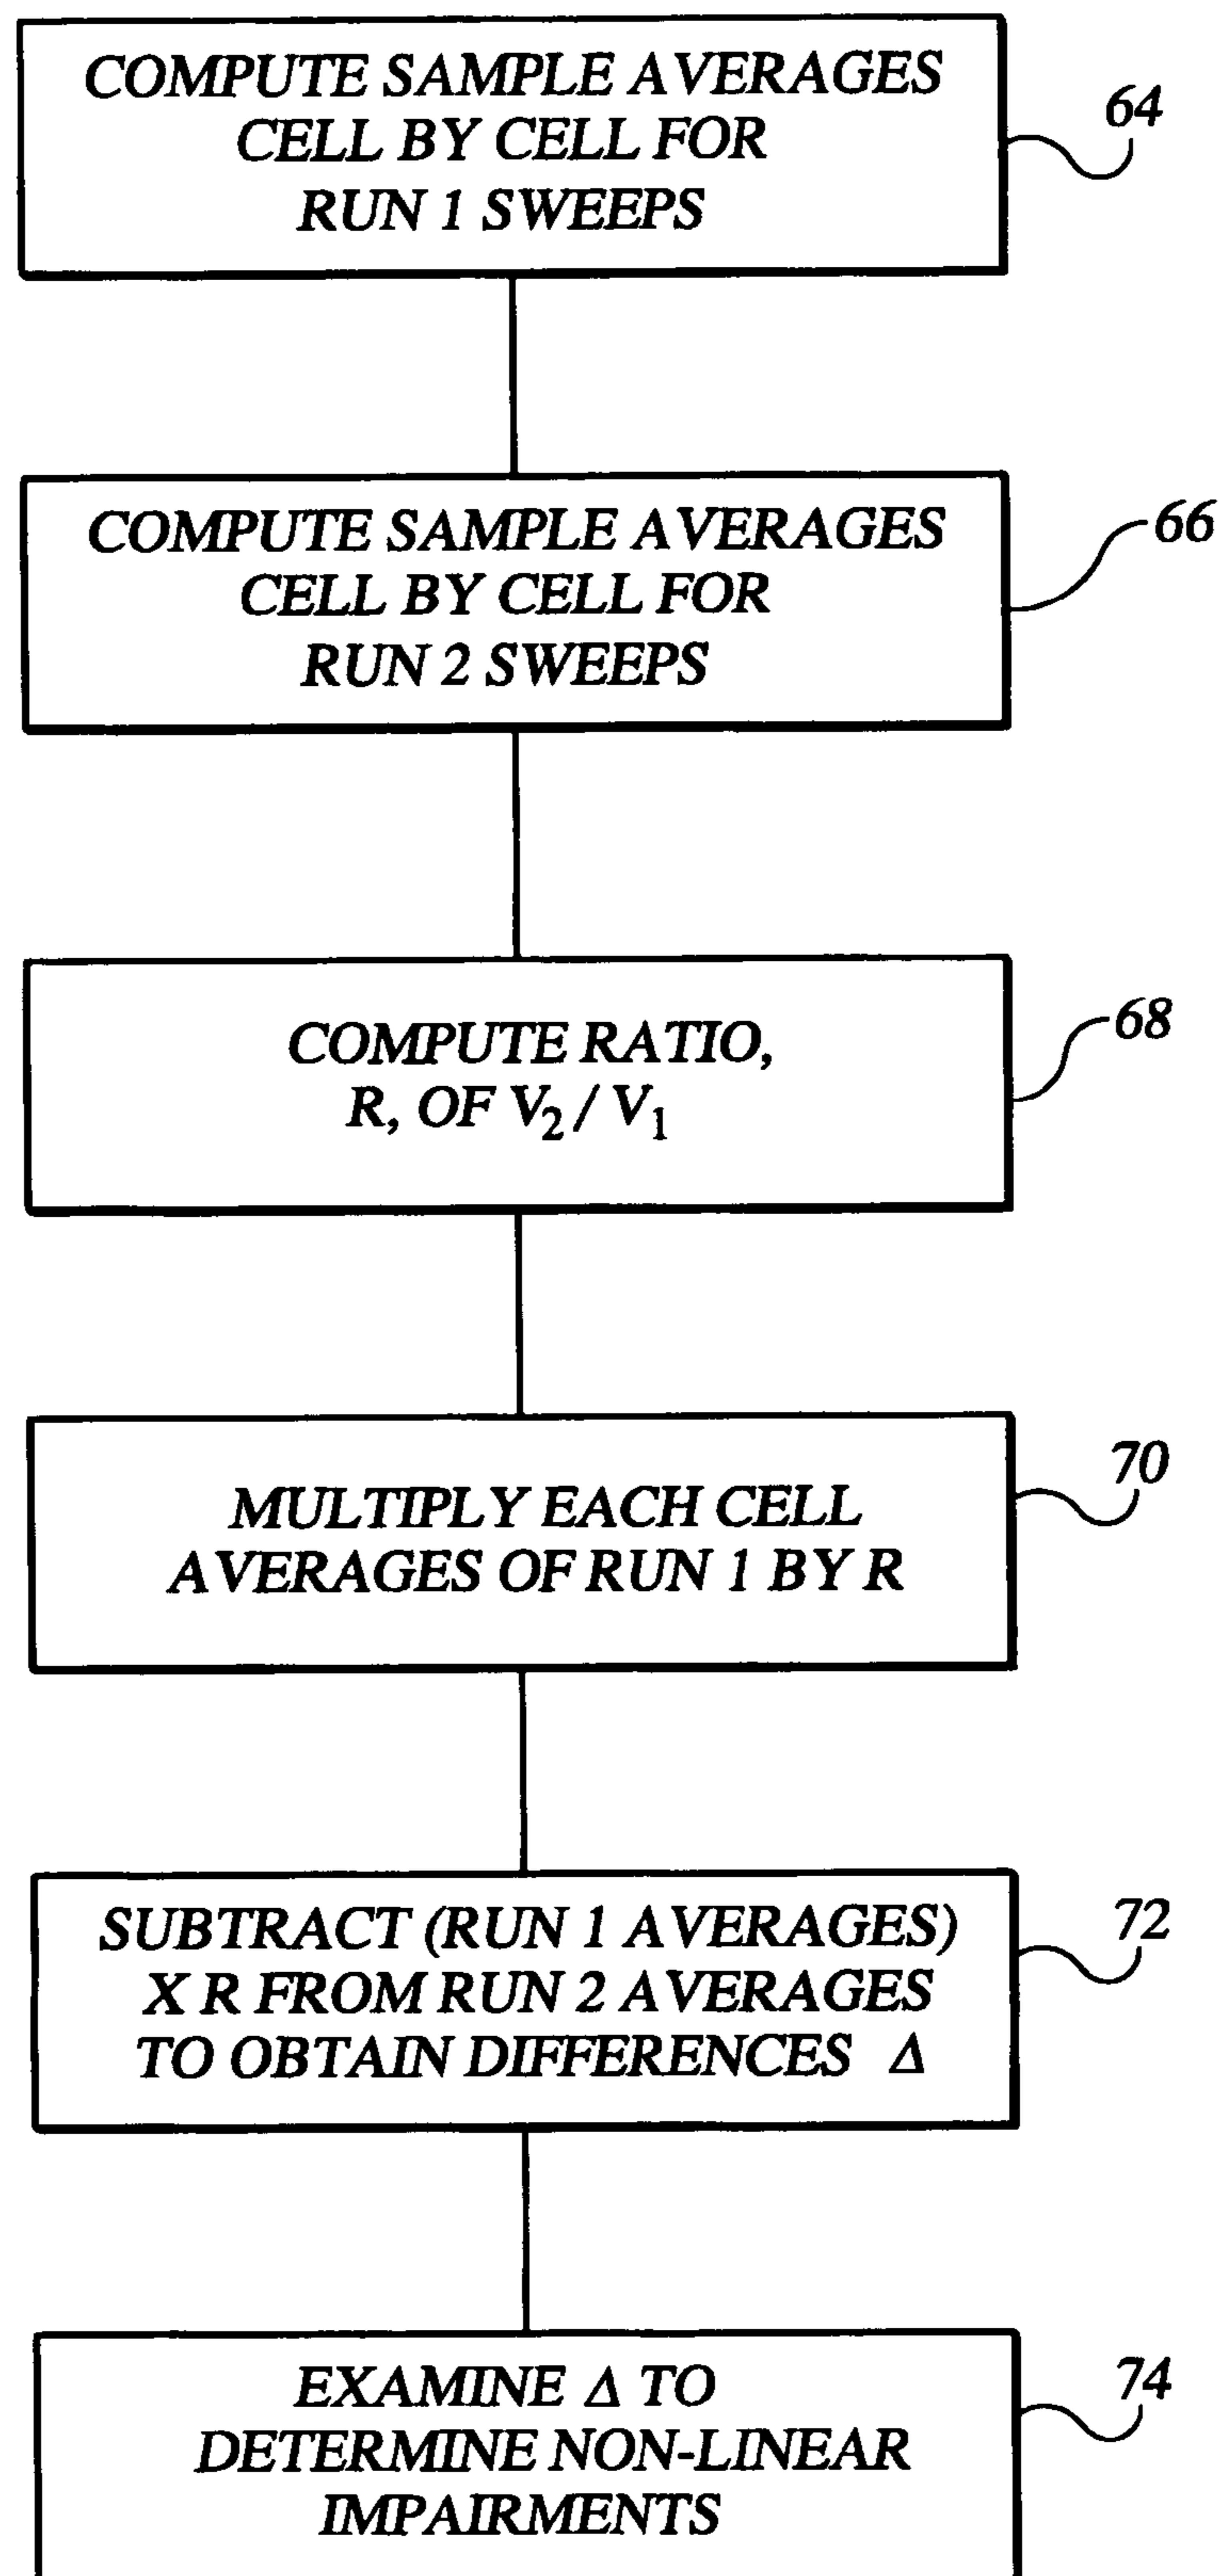 COMPUTE SAMPLE AVERAGES
CELL BY CELL FOR
RUN 1 SWEEPS
64
COMPUTE SAMPLE AVERAGES
CELL BY CELL FOR
RUN 2 SWEEPS
66
COMPUTE RATIO,
R, OF V₂ / V₁
68
MULTIPLY EACH CELL
AVERAGES OF RUN 1 BY R
70
SUBTRACT (RUN 1 AVERAGES)
X R FROM RUN 2 AVERAGES
TO OBTAIN DIFFERENCES Δ
72
EXAMINE Δ TO
DETERMINE NON-LINEAR
IMPAIRMENTS
74